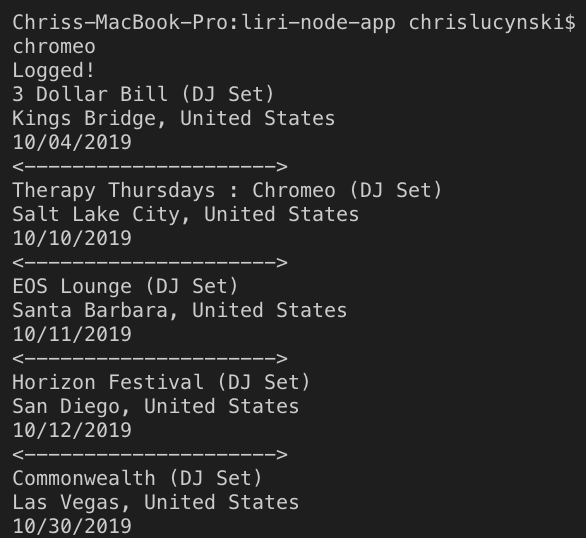 Chriss-MacBook-Pro:liri-node-app chrislucynski$
chromeo
Logged!
3 Dollar Bill (DJ Set)
Kings Bridge, United States
10/04/2019
<--------------------->
Therapy Thursdays : Chromeo (DJ Set)
Salt Lake City, United States
10/10/2019
<--------------------->
EOS Lounge (DJ Set)
Santa Barbara, United States
10/11/2019
<--------------------->
Horizon Festival (DJ Set)
San Diego, United States
10/12/2019
<--------------------->
Commonwealth (DJ Set)
Las Vegas, United States
10/30/2019